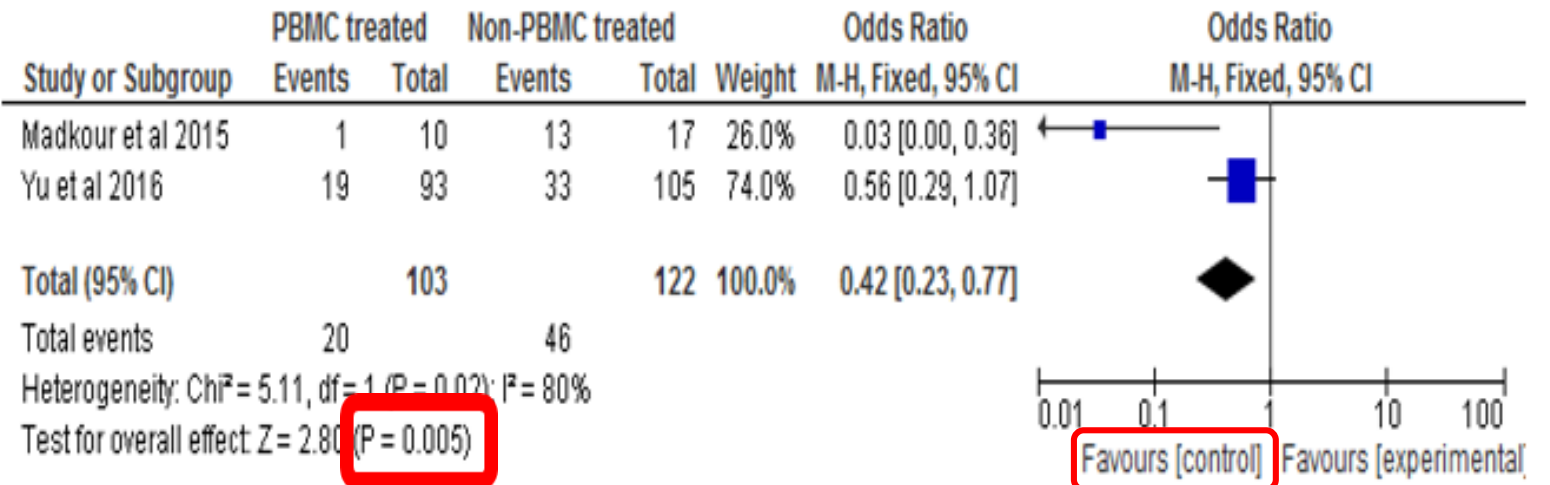 PBMC treated Non-PBMC treated Odds Ratio Odds Ratio
Study or Subgroup Events Total Events Total Weight M-H, Fixed, 95% CI M-H, Fixed, 95% CI
Madkour et al 2015 1 10 13 17 26.0% 0.03 [0.00, 0.36]
Yu et al 2016 19 93 33 105 74.0% 0.56 [0.29, 1.07]
Total (95% CI) 103 122 100.0% 0.42 [0.23, 0.77]
Total events 20 46
Heterogeneity: Chi² = 5.11, df = 1 (P = 0.02); I² = 80%
Test for overall effect: Z = 2.80 (P = 0.005)
0.01 0.1 1 10 100
Favours [control] Favours [experimental]